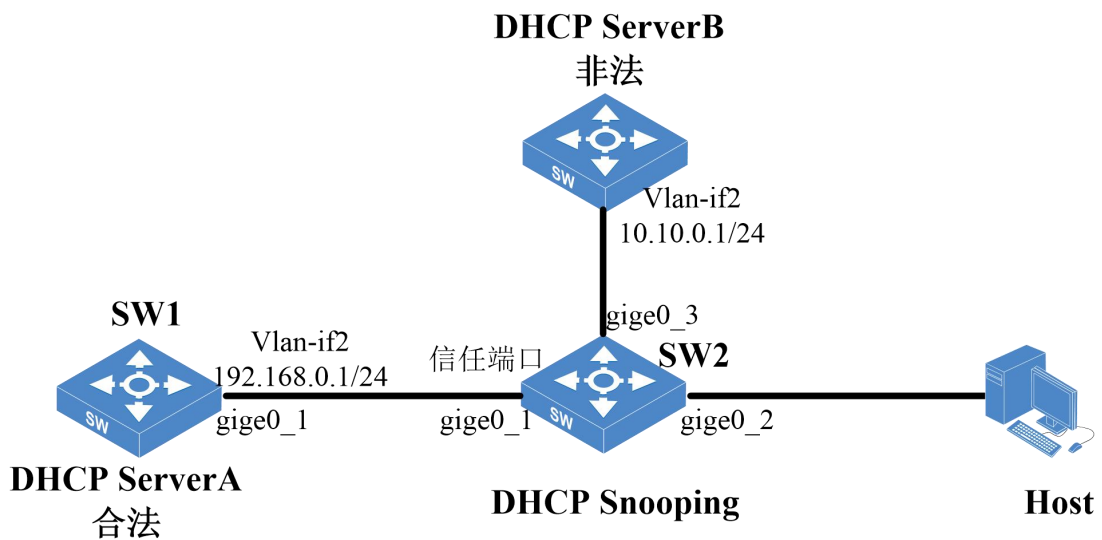 DHCP ServerB
非法
SW
Vlan-if2
10.10.0.1/24
gige0_3
SW1
Vlan-if2
192.168.0.1/24
信任端口
SW2
SW
gige0_1
gige0_1
SW
gige0_2
DHCP ServerA
合法
DHCP Snooping
Host